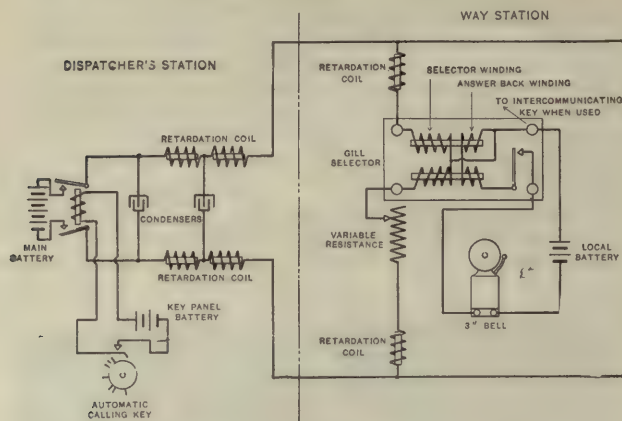 WAY STATION
DISPATCHER'S STATION
RETARDATION
COIL
SELECTOR WINDING
ANSWER BACK WINDING
TO INTERCOMMUNICATING
KEY WHEN USED
RETARDATION COIL
GILL
SELECTOR
CONDENSERS
MAIN
BATTERY
VARIABLE
RESISTANCE
LOCAL
BATTERY
RETARDATION COIL
KEY PANEL
BATTERY
3" BELL
RETARDATION
COIL
AUTOMATIC
CALLING KEY